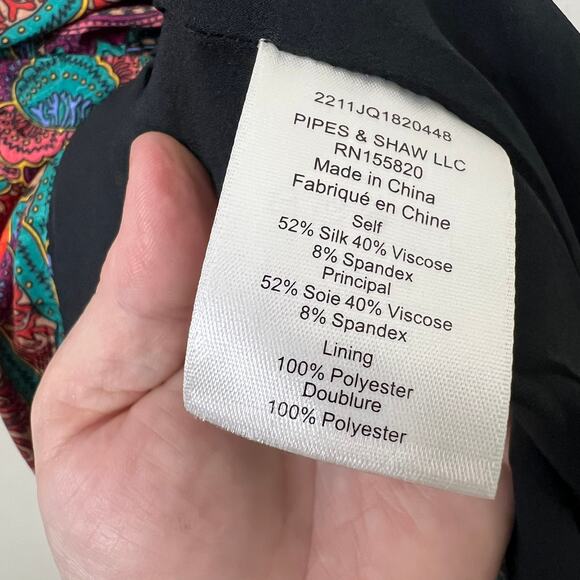 2211JQ1820448
PIPES & SHAW LLC
RN155820
Made in China
Fabriqué en Chine
Self
52% Silk 40% Viscose
8% Spandex
Principal
52% Soie 40% Viscose
8% Spandex
Lining
100% Polyester
Doublure
100% Polyester